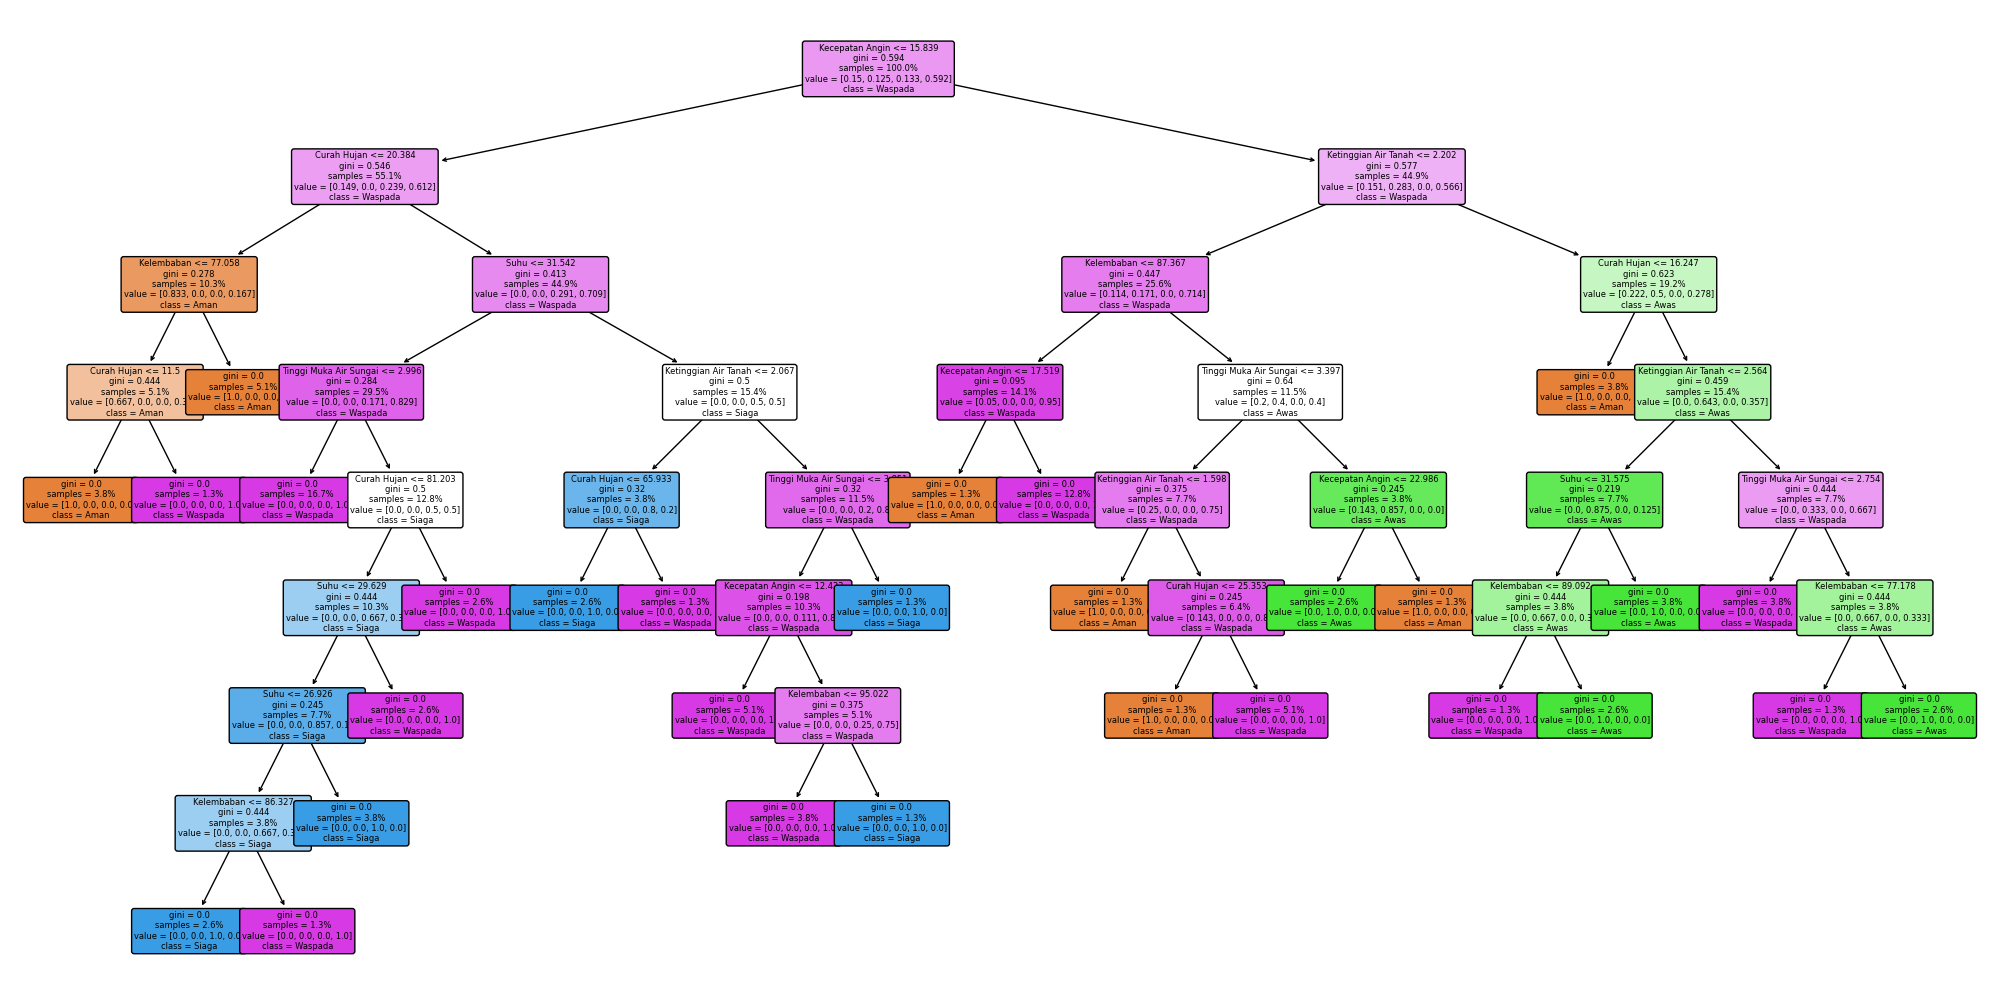 Kecepatan Angin <= 15.839
gini = 0.594
samples = 100.0%
value = [0.15, 0.125, 0.133, 0.592]
class = Waspada
Curah Hujan <= 20.384
gini = 0.546
samples = 55.1%
value = [0.149, 0.0, 0.239, 0.612]
class = Waspada
Ketinggian Air Tanah <= 2.202
gini = 0.577
samples = 44.9%
value = [0.151, 0.283, 0.0, 0.566]
class = Waspada
Kelembaban <= 77.058
gini = 0.278
samples = 10.3%
value = [0.833, 0.0, 0.0, 0.167]
class = Aman
Suhu <= 31.542
gini = 0.413
samples = 44.9%
value = [0.0, 0.0, 0.291, 0.709]
class = Waspada
Kelembaban <= 87.367
gini = 0.447
samples = 25.6%
value = [0.114, 0.171, 0.0, 0.714]
class = Waspada
Curah Hujan <= 16.247
gini = 0.623
samples = 19.2%
value = [0.222, 0.5, 0.0, 0.278]
class = Awas
Curah Hujan <= 11.5
gini = 0.444
samples = 5.1%
value = [0.667, 0.0, 0.0,
class = Aman
gini = 0.0
samples = 5.1%
value = [1.0, 0.0, 0.0,
class = Aman
Tinggi Muka Air Sungai <= 2.996
gini = 0.284
samples = 29.5%
value = [0.0, 0.0, 0.171, 0.829]
class = Waspada
Ketinggian Air Tanah <= 2.067
gini = 0.5
samples = 15.4%
value = [0.0, 0.0, 0.5, 0.5]
class = Siaga
Kecepatan Angin <= 17.519
gini = 0.095
samples = 14.1%
value = [0.05, 0.0, 0.0, 0.95]
class = Waspada
Tinggi Muka Air Sungai <= 3.397
gini = 0.64
samples = 11.5%
value = [0.2, 0.4, 0.0, 0.4]
class = Awas
gini = 0.0
samples = 3.8%
value = [1.0, 0.0, 0.0,
class = Aman
Ketinggian Air Tanah <= 2.564
gini = 0.459
samples = 15.4%
value = [0.0, 0.643, 0.0, 0.357]
class = Awas
gini = 0.0
samples = 3.8%
value = [1.0, 0.0, 0.0,
class = Aman
gini = 0.0
samples = 1.3%
value = [0.0, 0.0, 0.0,
class = Waspada
gini = 0.0
samples = 16.7%
value = [0.0, 0.0, 0.0,
class = Waspada
Curah Hujan <= 81.203
gini = 0.5
samples = 12.8%
value = [0.0, 0.0, 0.5, 0.5]
class = Siaga
Curah Hujan <= 65.933
gini = 0.32
samples = 3.8%
value = [0.0, 0.0, 0.8, 0.2]
class = Siaga
Tinggi Muka Air Sungai <=
gini = 0.32
samples = 11.5%
value = [0.0, 0.0, 0.2,
class = Waspada
gini = 0.0
samples = 1.3%
value = [1.0, 0.0, 0.0,
class = Aman
gini = 0.0
samples = 12.8%
value = [0.0, 0.0, 0.0,
class = Waspada
Ketinggian Air Tanah <= 1.598
gini = 0.375
samples = 7.7%
value = [0.25, 0.0, 0.0, 0.75]
class = Waspada
Kecepatan Angin <= 22.986
gini = 0.245
samples = 3.8%
value = [0.143, 0.857, 0.0, 0.0]
class = Awas
Suhu <= 31.575
gini = 0.219
samples = 7.7%
value = [0.0, 0.875, 0.0, 0.125]
class = Awas
Tinggi Muka Air Sungai <= 2.754
gini = 0.444
samples = 7.7%
value = [0.0, 0.333, 0.0, 0.667]
class = Waspada
Suhu <= 29.629
gini = 0.444
samples = 10.3%
value = [0.0, 0.0, 0.667,
class = Siaga
gini = 0.0
samples = 2.6%
value = [0.0, 0.0, 0.0,
class = Waspada
gini = 0.0
samples = 2.6%
value = [0.0, 0.0, 1.0,
class = Siaga
gini = 0.0
samples = 1.3%
value = [0.0, 0.0, 0.0,
class = Waspada
Kecepatan Angin <=
gini = 0.198
samples = 10.3%
value = [0.0, 0.0, 0.111,
class = Waspada
gini = 0.0
samples = 1.3%
value = [0.0, 0.0, 1.0, 0.0]
class = Siaga
gini = 0.0
samples = 1.3%
value = [1.0, 0.0, 0.0,
class = Aman
Curah Hujan <= 25.353
gini = 0.245
samples = 6.4%
value = [0.143, 0.0, 0.0,
class = Waspada
gini = 0.0
samples = 2.6%
value = [0.0, 1.0, 0.0,
class = Awas
gini = 0.0
samples = 1.3%
value = [1.0, 0.0, 0.0,
class = Aman
Kelembaban <= 89.092
gini = 0.444
samples = 3.8%
value = [0.0, 0.667, 0.0,
class = Awas
gini = 0.0
samples = 3.8%
value = [0.0, 1.0, 0.0,
class = Awas
gini = 0.0
samples = 3.8%
value = [0.0, 0.0, 0.0,
class = Waspada
Kelembaban <= 77.178
gini = 0.444
samples = 3.8%
value = [0.0, 0.667, 0.0, 0.333]
class = Awas
Suhu <= 26.926
gini = 0.245
samples = 7.7%
value = [0.0, 0.0, 0.857,
class = Siaga
gini = 0.0
samples = 2.6%
value = [0.0, 0.0, 0.0, 1.0]
class = Waspada
gini = 0.0
samples = 5.1%
value = [0.0, 0.0, 0.0,
class = Waspada
Kelembaban <= 95.022
gini = 0.375
samples = 5.1%
value = [0.0, 0.0, 0.25, 0.75]
class = Waspada
gini = 0.0
samples = 1.3%
value = [1.0, 0.0, 0.0,
class = Aman
gini = 0.0
samples = 5.1%
value = [0.0, 0.0, 0.0, 1.0]
class = Waspada
gini = 0.0
samples = 1.3%
value = [0.0, 0.0, 0.0,
class = Waspada
gini = 0.0
samples = 2.6%
value = [0.0, 1.0, 0.0, 0.0]
class = Awas
gini = 0.0
samples = 1.3%
value = [0.0, 0.0, 0.0,
class = Waspada
gini = 0.0
samples = 2.6%
value = [0.0, 1.0, 0.0, 0.0]
class = Awas
Kelembaban <= 86.327
gini = 0.444
samples = 3.8%
value = [0.0, 0.0, 0.667,
class = Siaga
gini = 0.0
samples = 3.8%
value = [0.0, 0.0, 1.0, 0.0]
class = Siaga
gini = 0.0
samples = 3.8%
value = [0.0, 0.0, 0.0,
class = Waspada
gini = 0.0
samples = 1.3%
value = [0.0, 0.0, 1.0, 0.0]
class = Siaga
gini = 0.0
samples = 2.6%
value = [0.0, 0.0, 1.0,
class = Siaga
gini = 0.0
samples = 1.3%
value = [0.0, 0.0, 0.0, 1.0]
class = Waspada